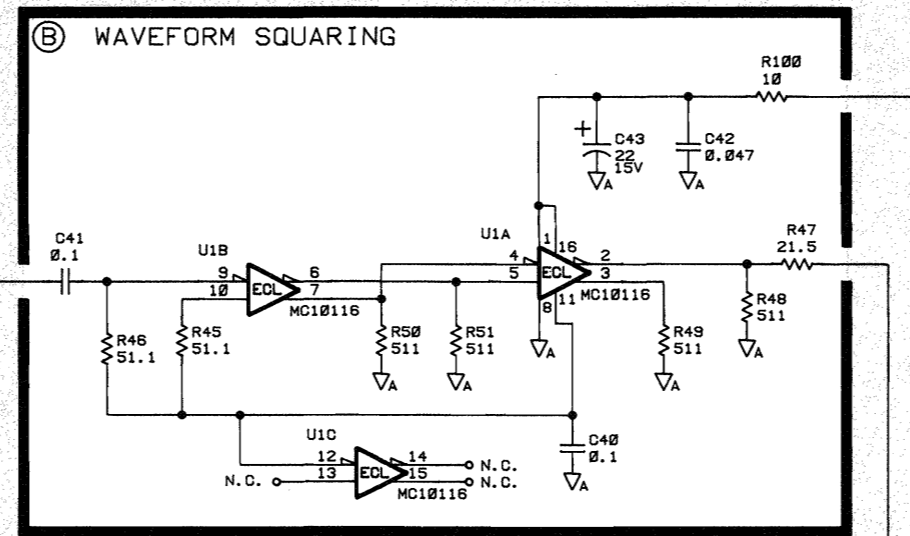 B WAVEFORM SQUARING
R100
10
C43
22
15V
C42
0.047
A
A
C41
0.1
U1B
U1A
R47
21.5
9
10
ECL
6
7
MC10116
4
5
1
16
ECL
2
3
MC10116
8
11
R46
51.1
R45
51.1
R50
511
R51
511
R49
511
R48
511
A
A
A
A
A
U1C
12
13
ECL
14
15
N.C.
N.C.
N.C.
MC10116
C40
0.1
A